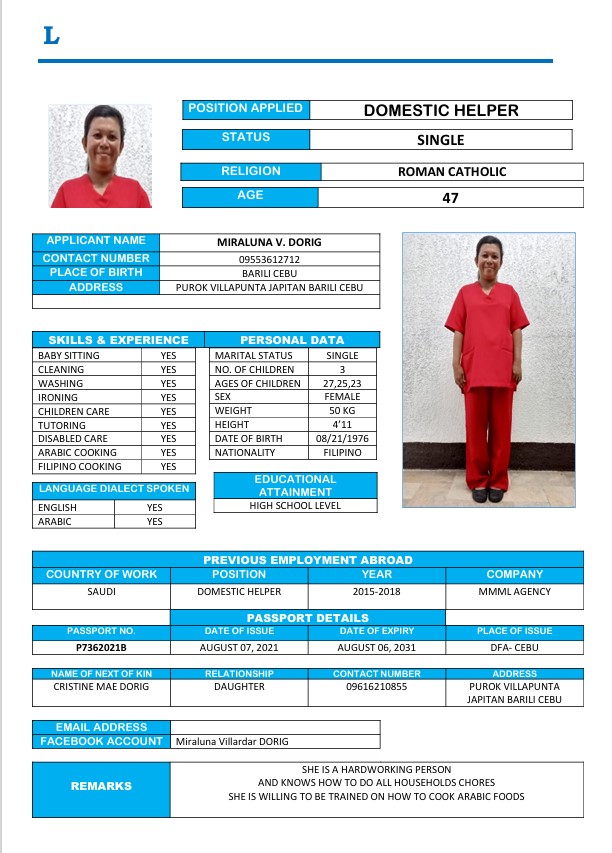 L
POSITION APPLIED DOMESTIC HELPER
STATUS SINGLE
RELIGION ROMAN CATHOLIC
AGE 47
APPLICANT NAME MIRALUNA V. DORIG
CONTACT NUMBER 09553612712
PLACE OF BIRTH BARILI CEBU
ADDRESS PUROK VILLAPUNTA JAPITAN BARILI CEBU
SKILLS & EXPERIENCE
BABY SITTING YES
CLEANING YES
WASHING YES
IRONING YES
CHILDREN CARE YES
TUTORING YES
DISABLED CARE YES
ARABIC COOKING YES
FILIPINO COOKING YES
LANGUAGE DIALECT SPOKEN
ENGLISH YES
ARABIC YES
PERSONAL DATA
MARITAL STATUS SINGLE
NO. OF CHILDREN 3
AGES OF CHILDREN 27,25,23
SEX FEMALE
WEIGHT 50 KG
HEIGHT 4'11
DATE OF BIRTH 08/21/1976
NATIONALITY FILIPINO
EDUCATIONAL
ATTAINMENT
HIGH SCHOOL LEVEL
PREVIOUS EMPLOYMENT ABROAD
COUNTRY OF WORK POSITION YEAR COMPANY
SAUDI DOMESTIC HELPER 2015-2018 MMML AGENCY
PASSPORT DETAILS
PASSPORT NO. DATE OF ISSUE DATE OF EXPIRY PLACE OF ISSUE
P7362021B AUGUST 07, 2021 AUGUST 06, 2031 DFA- CEBU
NAME OF NEXT OF KIN RELATIONSHIP CONTACT NUMBER ADDRESS
CRISTINE MAE DORIG DAUGHTER 09616210855 PUROK VILLAPUNTA
JAPITAN BARILI CEBU
EMAIL ADDRESS
FACEBOOK ACCOUNT Miraluna Villardar DORIG
REMARKS
SHE IS A HARDWORKING PERSON
AND KNOWS HOW TO DO ALL HOUSEHOLDS CHORES
SHE IS WILLING TO BE TRAINED ON HOW TO COOK ARABIC FOODS